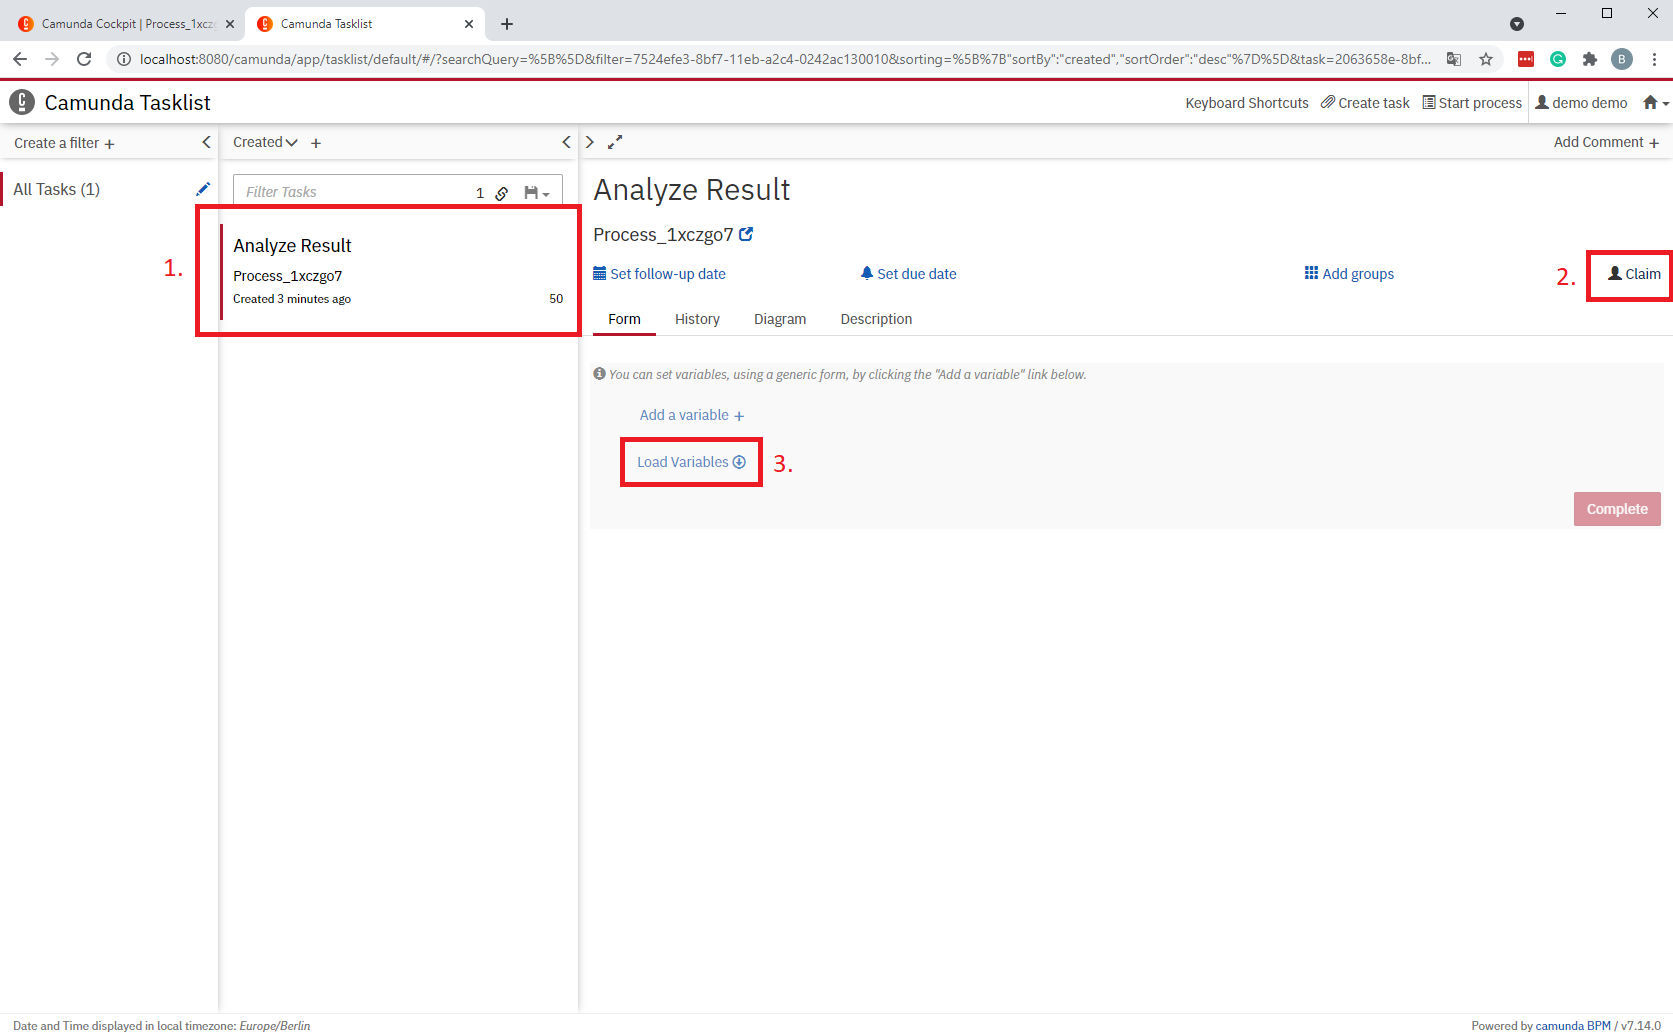 Camunda Cockpit | Process_1xcz
Camunda Tasklist
localhost:8080/camunda/app/tasklist/default/#/?searchQuery=%5B%5D&filter=7524efe3-8bf7-11eb-a2c4-0242ac130010&sorting=%5B%7B"sortBy":"created","sortOrder":"desc"%7D%5D&task=2063658e-8bf...
B
Camunda Tasklist
Keyboard Shortcuts
Create task
Start process
demo demo
Create a filter +
Created
+
Add Comment +
All Tasks (1)
Filter Tasks
1
Analyze Result
Process_1xczgo7
Created 3 minutes ago
50
1.
Analyze Result
Process_1xczgo7
Set follow-up date
Set due date
Add groups
2.
Claim
Form
History
Diagram
Description
You can set variables, using a generic form, by clicking the "Add a variable" link below.
Add a variable +
Load Variables
3.
Complete
Date and Time displayed in local timezone: Europe/Berlin
Powered by camunda BPM / v7.14.0